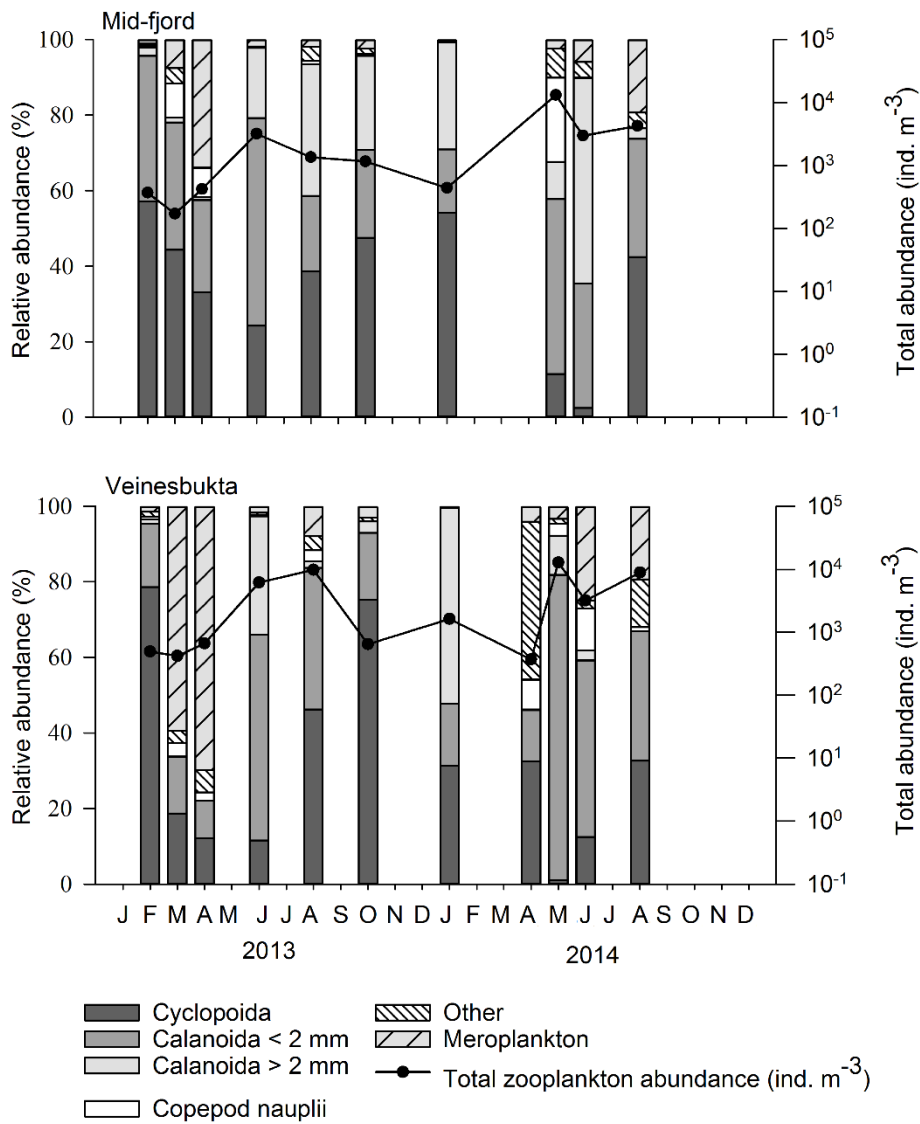 Mid-fjord
Relative abundance (%)
100
80
60
40
20
0
10^5
10^4
10^3
10^2
10^1
10^0
10^-1
Total abundance (ind. m^-3)
Veinesbukta
Relative abundance (%)
100
80
60
40
20
0
10^5
10^4
10^3
10^2
10^1
10^0
10^-1
Total abundance (ind. m^-3)
J F M A M J J A S O N D J F M A M J J A S O N D
2013 2014
Cyclopoida
Calanoida < 2 mm
Calanoida > 2 mm
Copepod nauplii
Other
Meroplankton
Total zooplankton abundance (ind. m^-3)